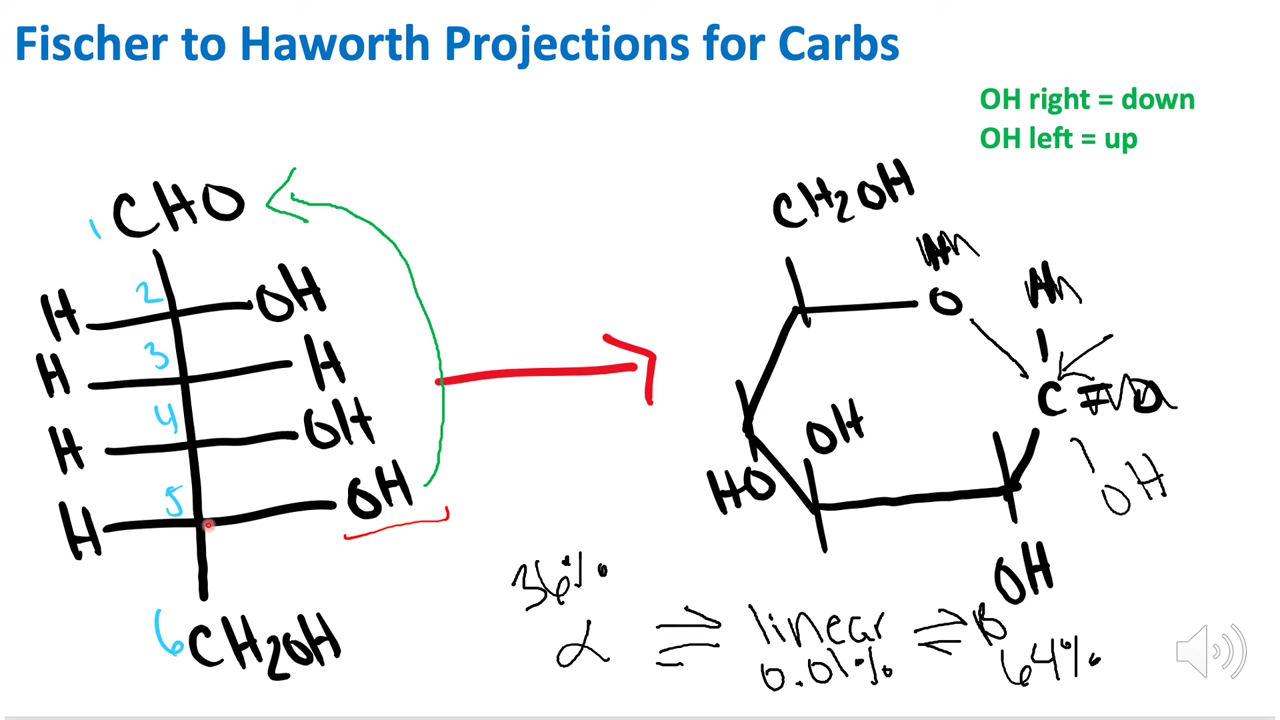 Fischer to Haworth Projections for Carbs
OH right = down
OH left = up
1 CHO
H 2 OH
H 3 H
H 4 OH
H 5 OH
6 CH2OH
CH2OH
O
C
OH
HO
OH
OH
36%
α ⇌ linear ⇌ β
0.01%
64%